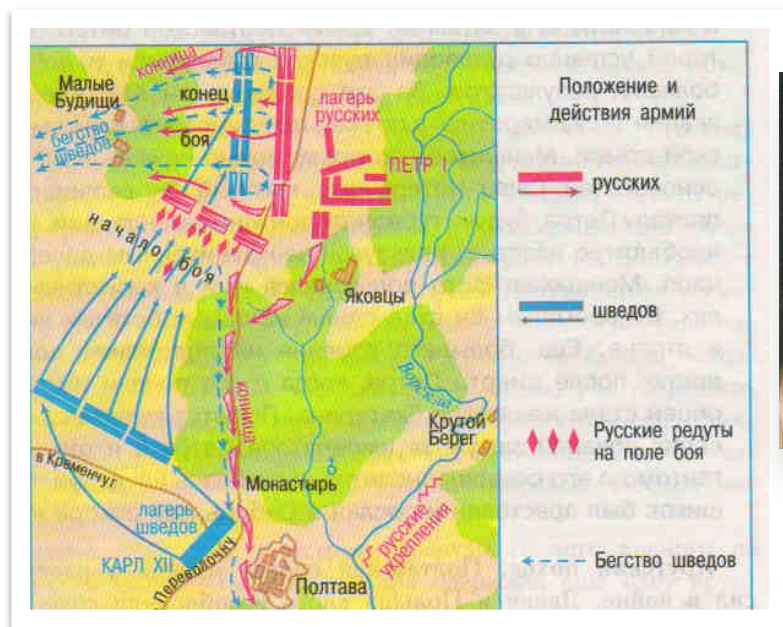 Малые
Будищи
конница
конец
боя
бегство
шведов
лагерь
русских
ПЕТР I
начало боя
Яковцы
Ворскла
конница
Крутой
Берег
в Кременчуг
Монастырь
лагерь
шведов
русские
укрепления
КАРЛ XII
в Переволочну
Полтава
Положение и
действия армий
русских
шведов
Русские редуты
на поле боя
Бегство шведов